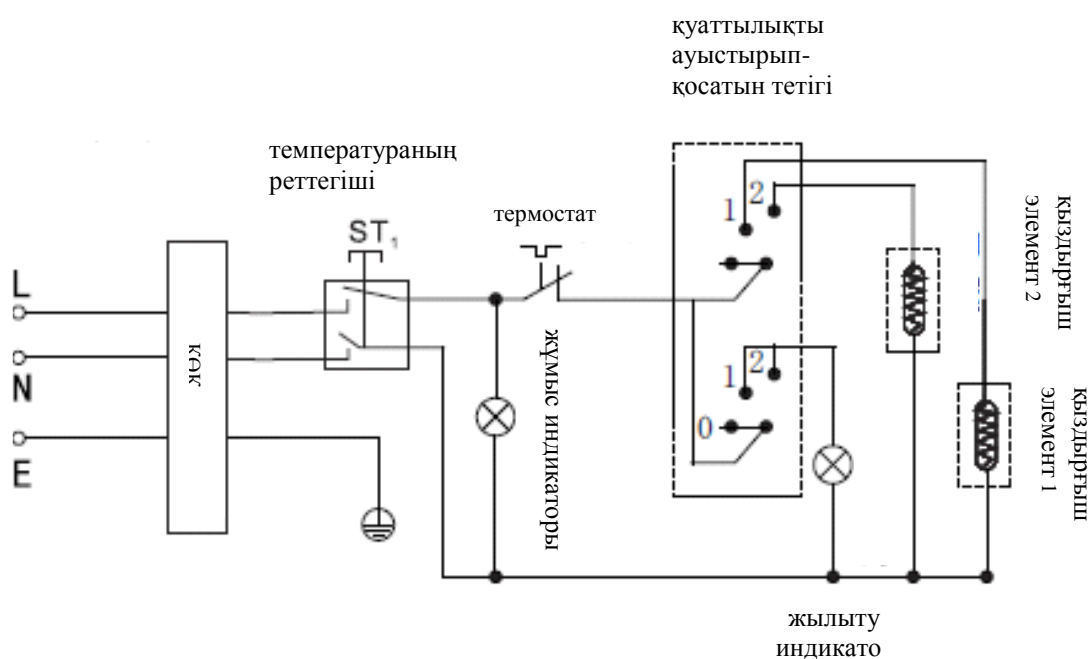 қуаттылықты
ауыстырып-
қосатын тетігі
температураның
реттегіші
термостат
ST₁
L
N
E
көк
жұмыс индикаторы
1
2
1
2
0
қыздырғыш
элемент 2
қыздырғыш
элемент 1
жылыту
индикато